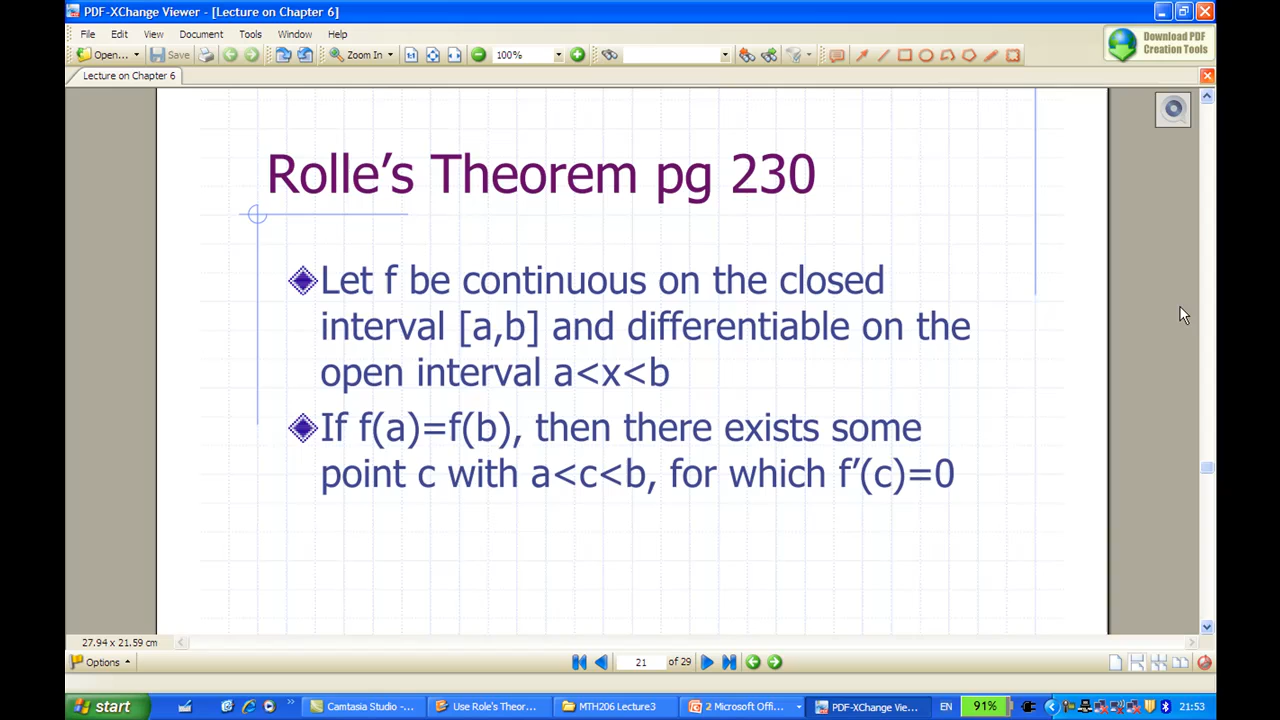 PDF-XChange Viewer - [Lecture on Chapter 6]
File Edit View Document Tools Window Help
Open... Save Zoom In 100%
Download PDF
Creation Tools
Lecture on Chapter 6
Rolle’s Theorem pg 230
Let f be continuous on the closed
interval [a,b] and differentiable on the
open interval a<x<b
If f(a)=f(b), then there exists some
point c with a<c<b, for which f’(c)=0
27.94 x 21.59 cm
Options 21 of 29
start Camtasia Studio -... Use Role's Theor... MTH206 Lecture3 2 Microsoft Offi... PDF-XChange Vie... EN 91% 21:53